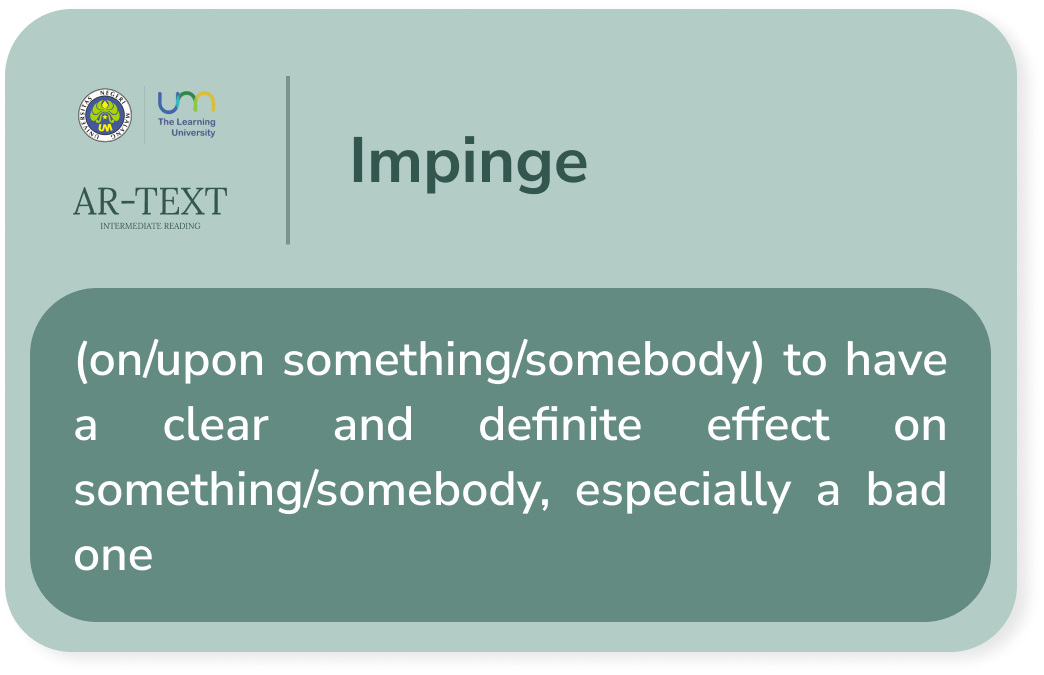 UNIVERSITAS NEGERI MALANG
UM
um
The Learning
University
AR-TEXT
INTERMEDIATE READING
Impinge
(on/upon something/somebody) to have
a clear and definite effect on
something/somebody, especially a bad
one